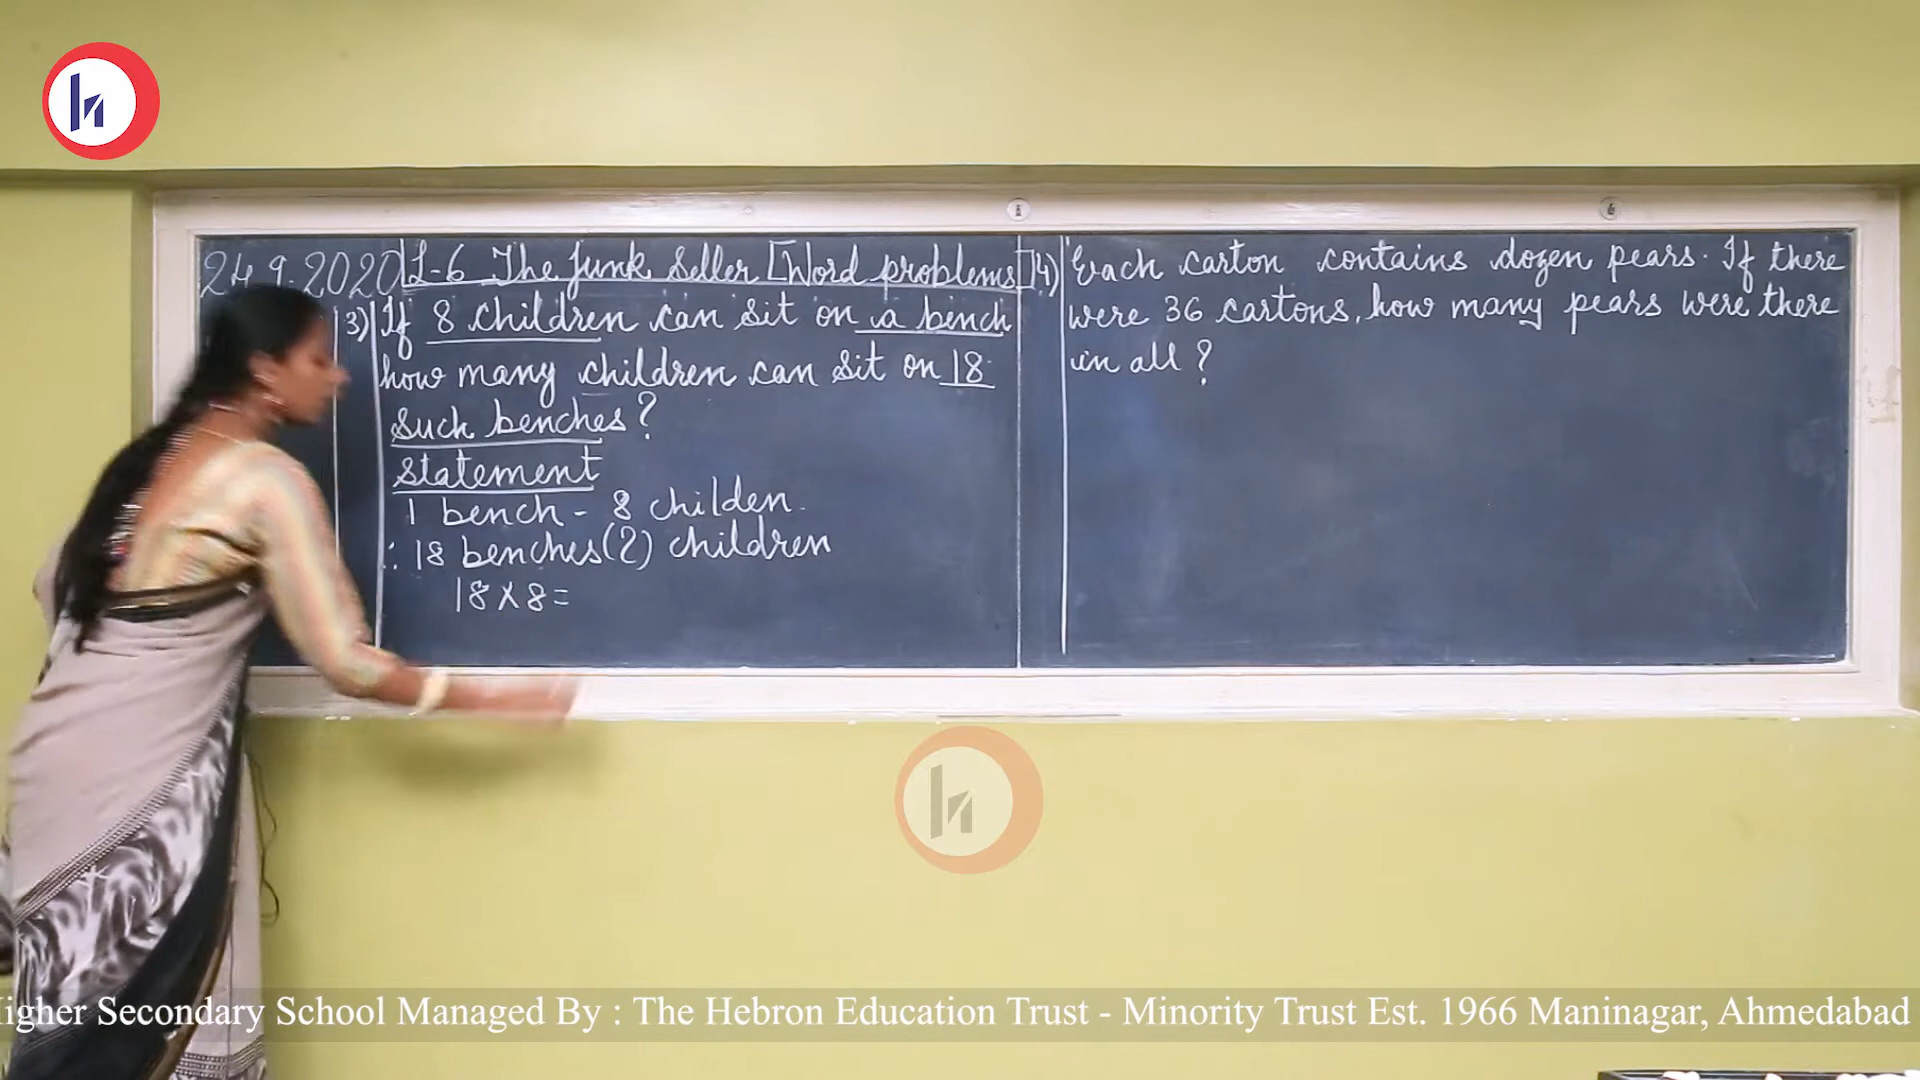 24.9.2020
L-6 The Junk Seller [Word problems]
3) If 8 children can sit on a bench
how many children can sit on 18
such benches?
Statement
1 bench - 8 childen.
∴ 18 benches (?) children
18 X 8 =
4) Each carton contains dozen pears. If there
were 36 cartons, how many pears were there
in all?
Higher Secondary School Managed By : The Hebron Education Trust - Minority Trust Est. 1966 Maninagar, Ahmedabad